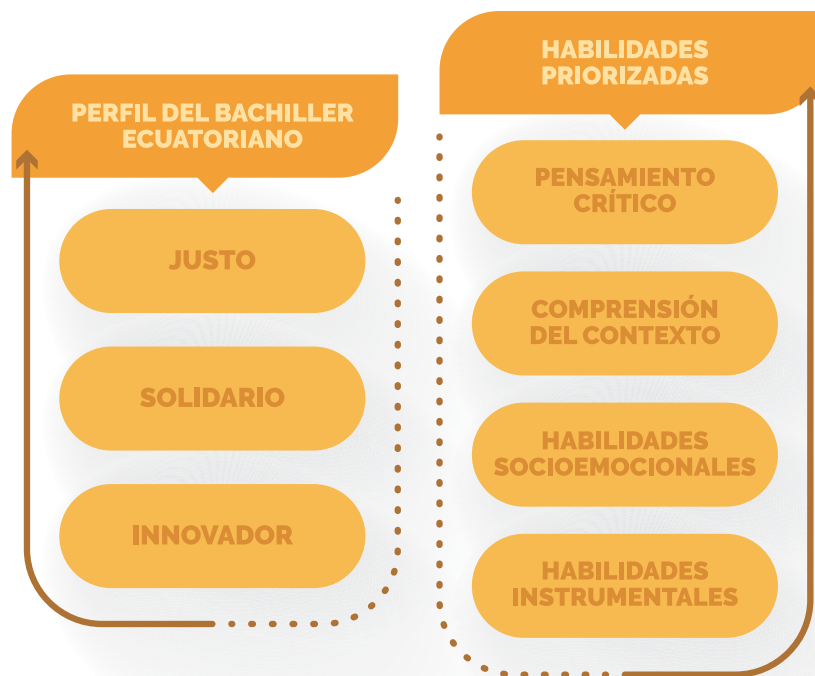 PERFIL DEL BACHILLER
ECUATORIANO
JUSTO
SOLIDARIO
INNOVADOR
HABILIDADES
PRIORIZADAS
PENSAMIENTO
CRÍTICO
COMPRENSIÓN
DEL CONTEXTO
HABILIDADES
SOCIOEMOCIONALES
HABILIDADES
INSTRUMENTALES